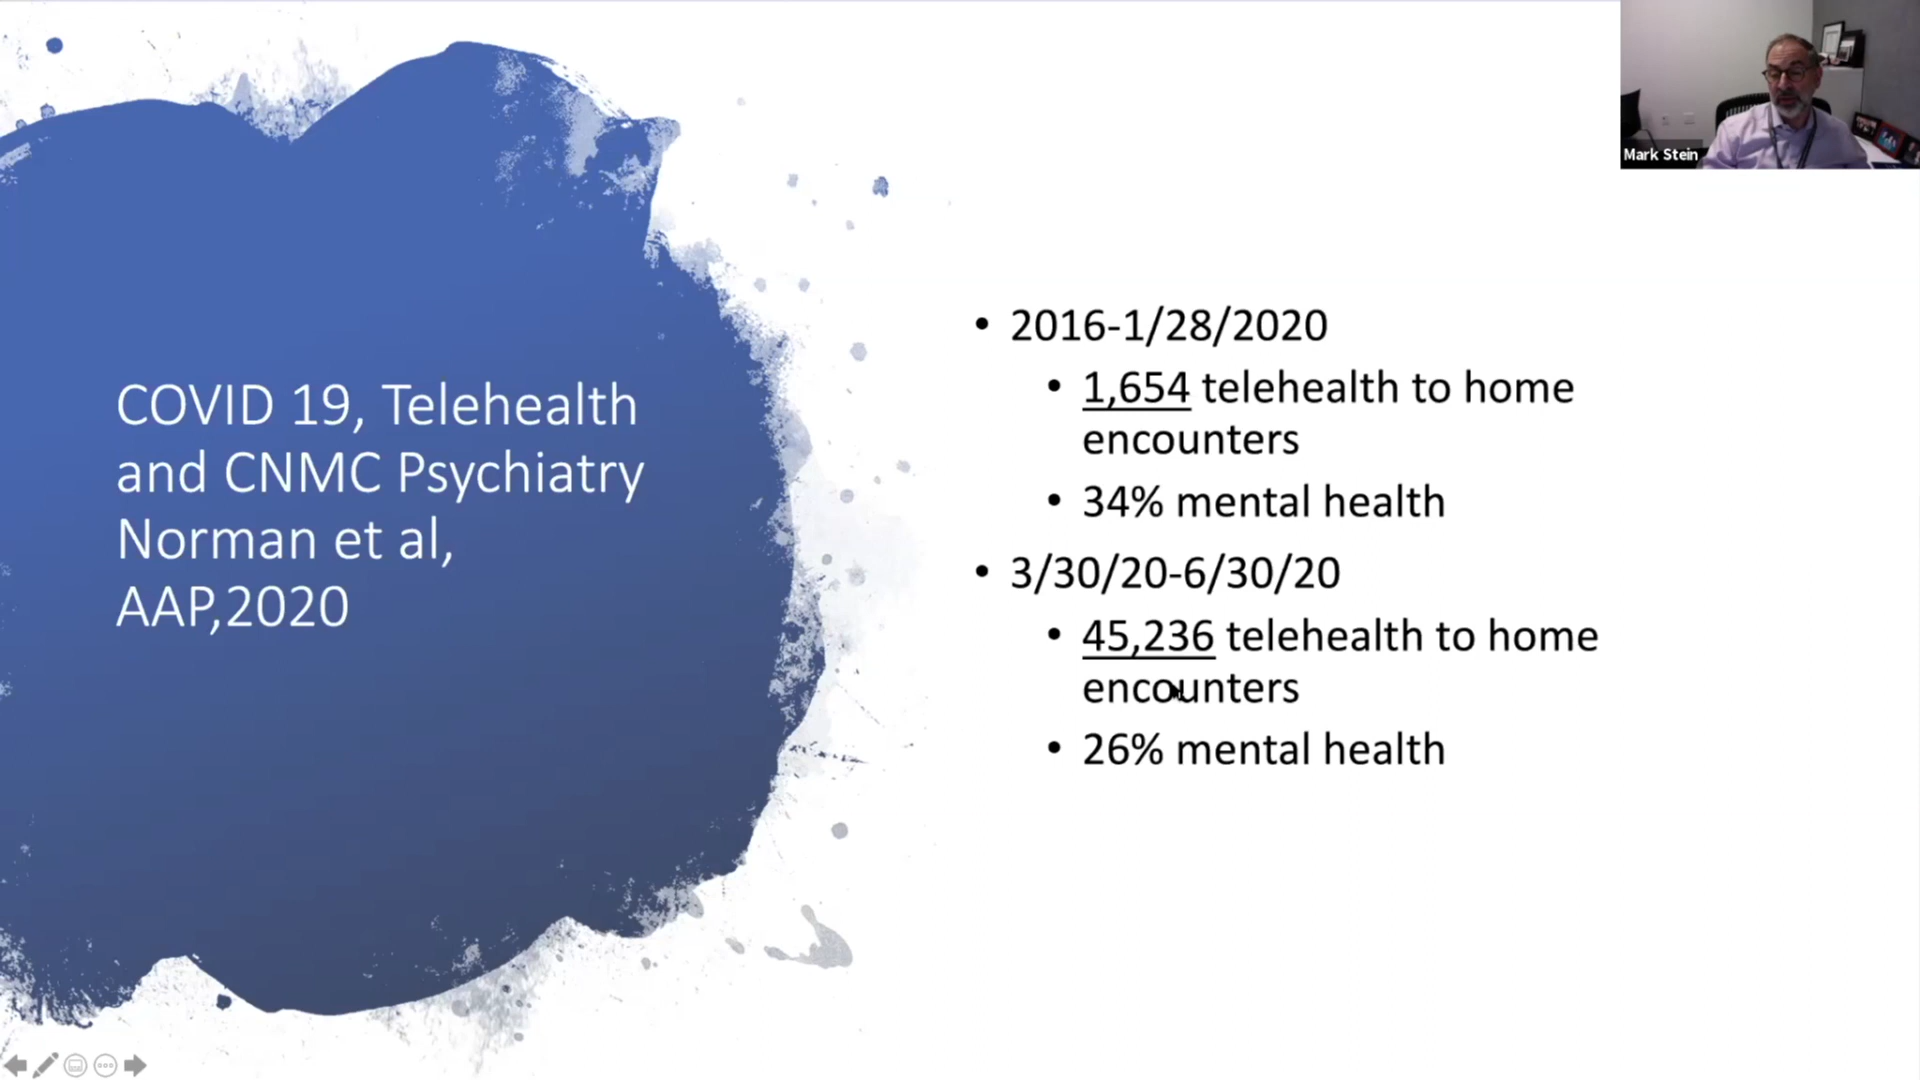 COVID 19, Telehealth
and CNMC Psychiatry
Norman et al,
AAP,2020
• 2016-1/28/2020
• 1,654 telehealth to home
encounters
• 34% mental health
• 3/30/20-6/30/20
• 45,236 telehealth to home
encounters
• 26% mental health
Mark Stein